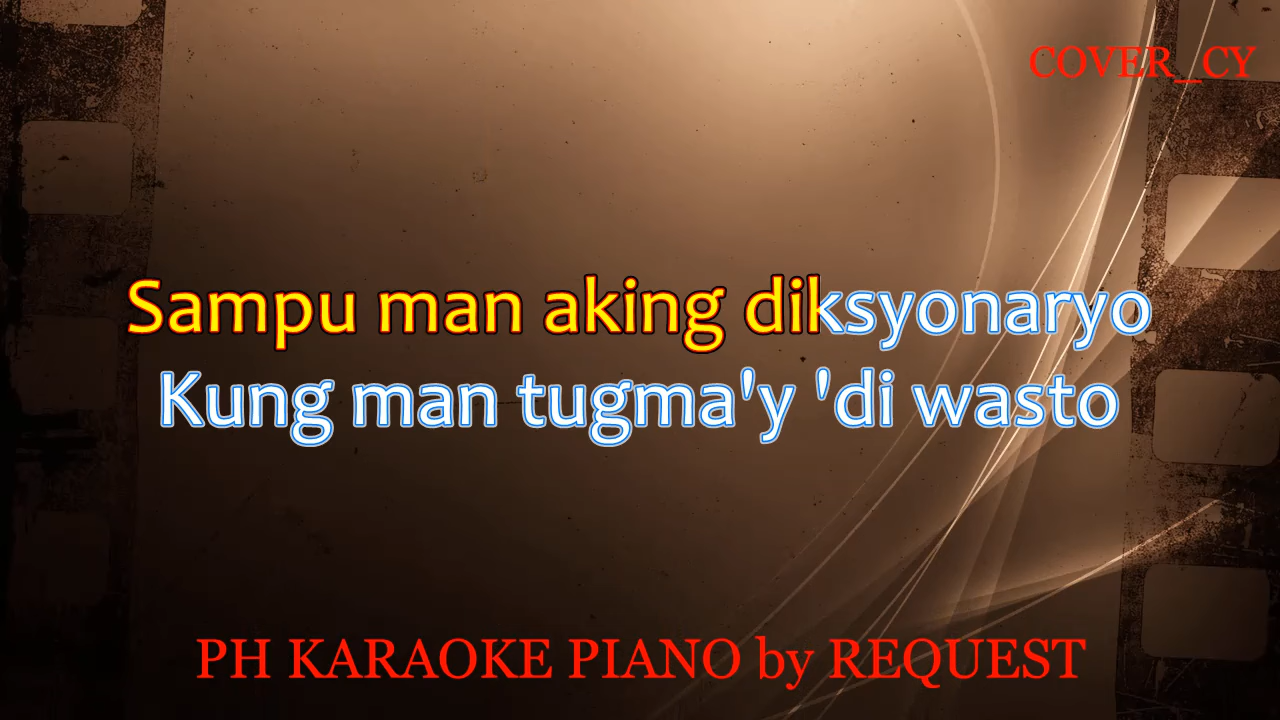 COVER_CY
Sampu man aking diksyonaryo
Kung man tugma'y 'di wasto
PH KARAOKE PIANO by REQUEST